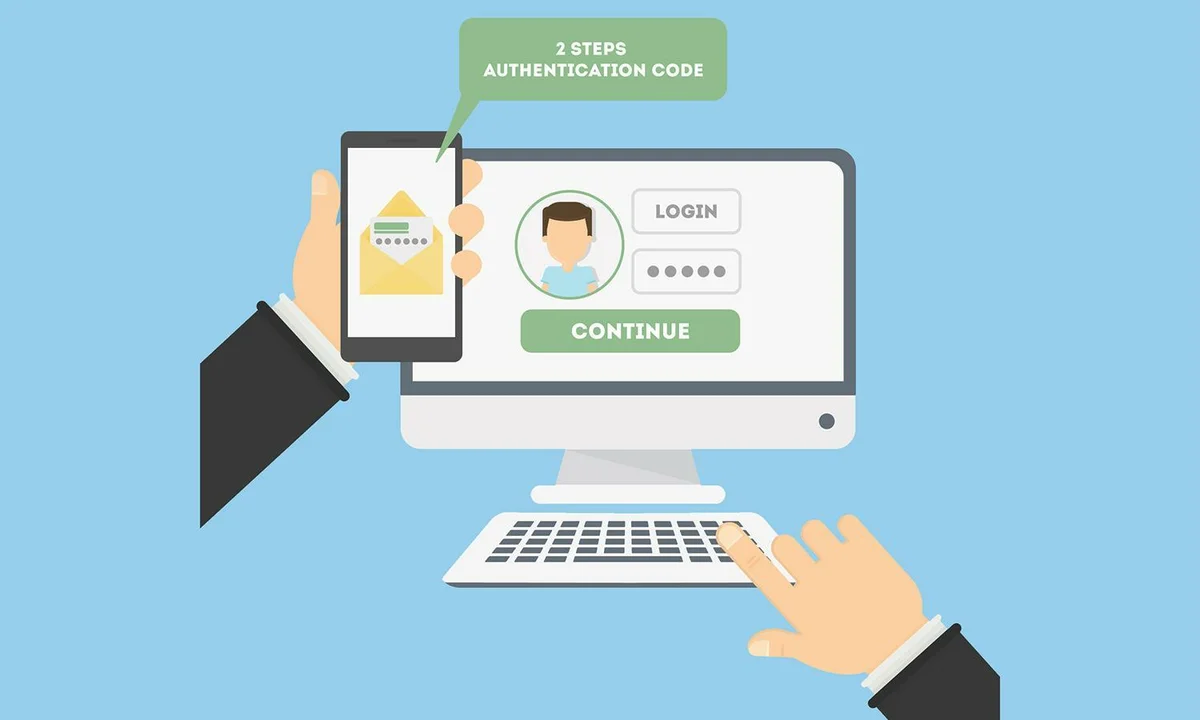 2 STEPS
AUTHENTICATION CODE
LOGIN
CONTINUE